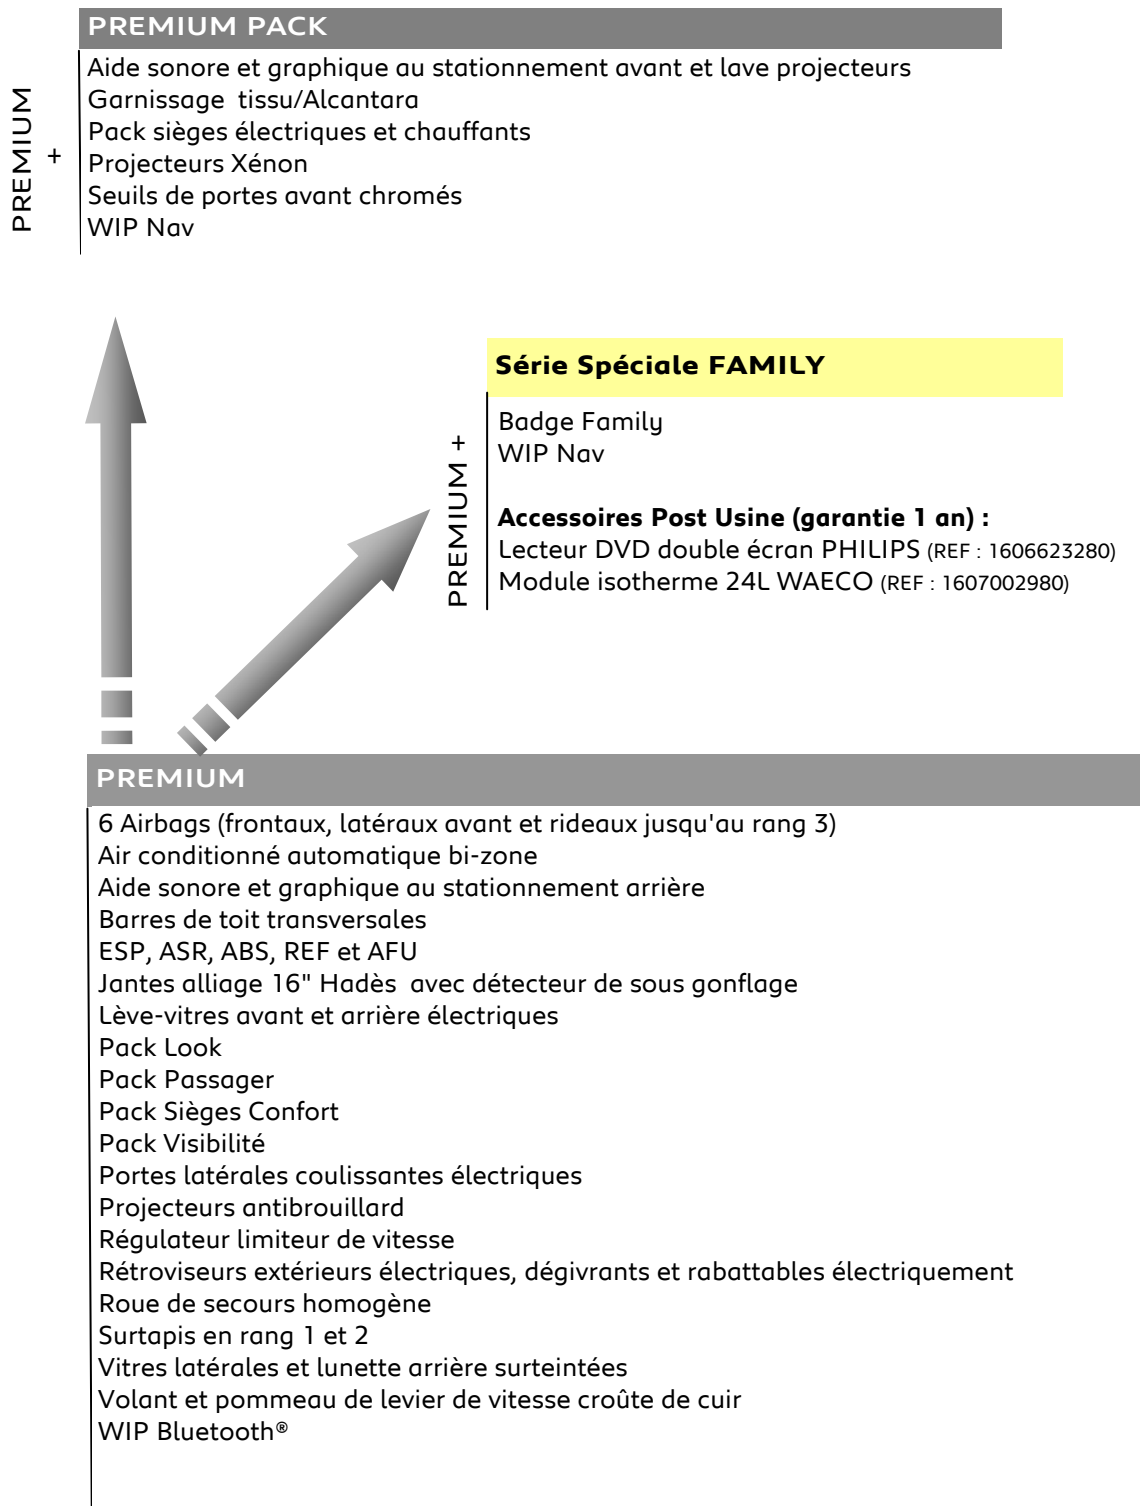 PREMIUM PACK
PREMIUM +
Aide sonore et graphique au stationnement avant et lave projecteurs
Garnissage  tissu/Alcantara
Pack sièges électriques et chauffants
Projecteurs Xénon
Seuils de portes avant chromés
WIP Nav
Série Spéciale FAMILY
PREMIUM +
Badge Family
WIP Nav
Accessoires Post Usine (garantie 1 an) :
Lecteur DVD double écran PHILIPS (REF : 1606623280)
Module isotherme 24L WAECO (REF : 1607002980)
PREMIUM
6 Airbags (frontaux, latéraux avant et rideaux jusqu'au rang 3)
Air conditionné automatique bi-zone
Aide sonore et graphique au stationnement arrière
Barres de toit transversales
ESP, ASR, ABS, REF et AFU
Jantes alliage 16" Hadès  avec détecteur de sous gonflage
Lève-vitres avant et arrière électriques
Pack Look
Pack Passager
Pack Sièges Confort
Pack Visibilité
Portes latérales coulissantes électriques
Projecteurs antibrouillard
Régulateur limiteur de vitesse
Rétroviseurs extérieurs électriques, dégivrants et rabattables électriquement
Roue de secours homogène
Surtapis en rang 1 et 2
Vitres latérales et lunette arrière surteintées
Volant et pommeau de levier de vitesse croûte de cuir
WIP Bluetooth®